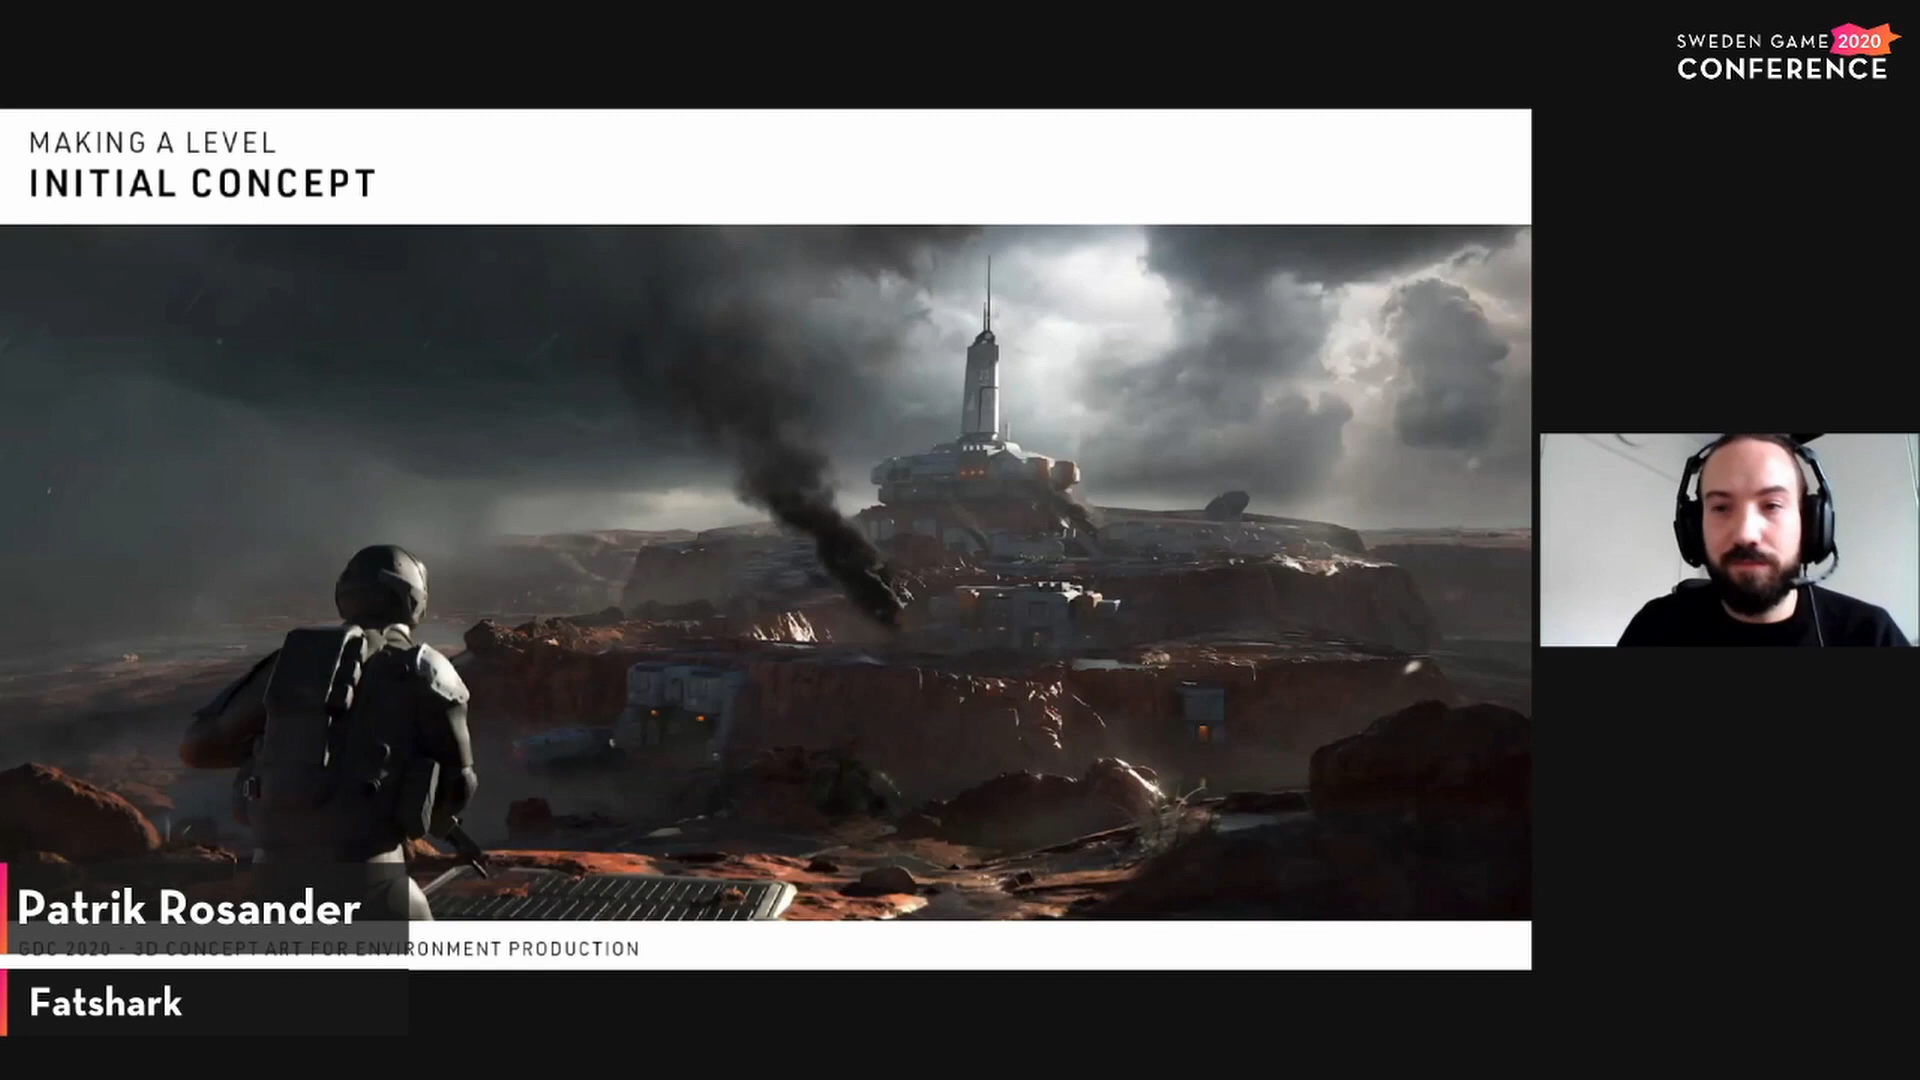 SWEDEN GAME 2020
CONFERENCE
MAKING A LEVEL
INITIAL CONCEPT
Patrik Rosander
GDC 2020 - 3D CONCEPT ART FOR ENVIRONMENT PRODUCTION
Fatshark